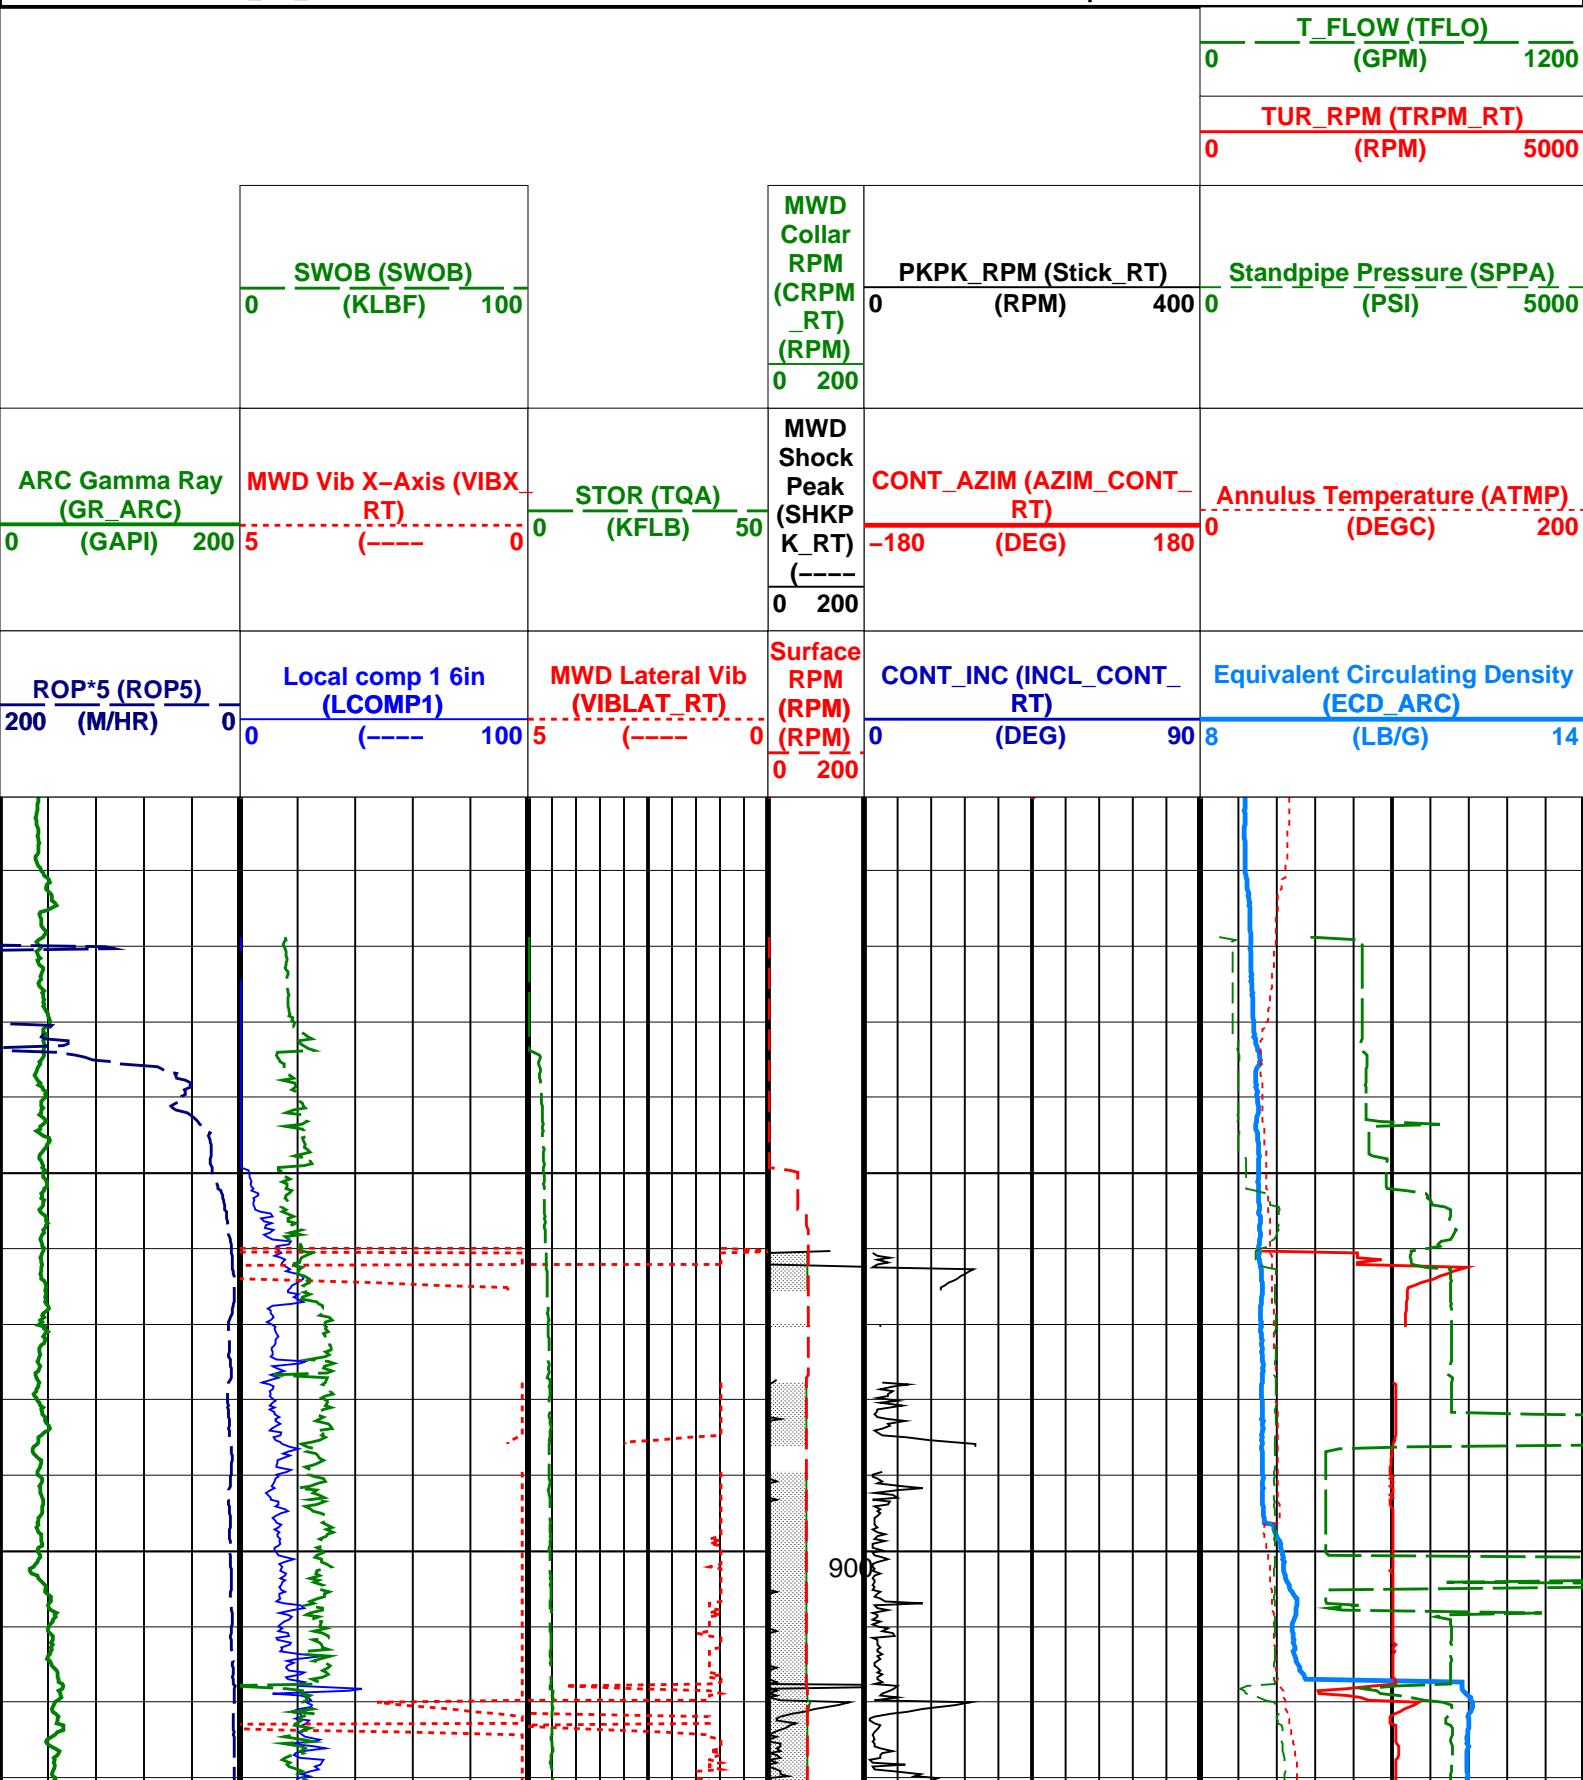 T_FLOW (TFLO)
0 (GPM) 1200
TUR_RPM (TRPM_RT)
0 (RPM) 5000
SWOB (SWOB)
0 (KLBF) 100
MWD
Collar
RPM
(CRPM
_RT)
(RPM)
0 200
PKPK_RPM (Stick_RT)
0 (RPM) 400
Standpipe Pressure (SPPA)
0 (PSI) 5000
ARC Gamma Ray
(GR_ARC)
0 (GAPI) 200
MWD Vib X−Axis (VIBX_
RT)
5 (−−−− 0
STOR (TQA)
0 (KFLB) 50
MWD
Shock
Peak
(SHKP
K_RT)
(−−−−
0 200
CONT_AZIM (AZIM_CONT_
RT)
−180 (DEG) 180
Annulus Temperature (ATMP)
0 (DEGC) 200
ROP*5 (ROP5)
200 (M/HR) 0
Local comp 1 6in
(LCOMP1)
0 (−−−− 100
MWD Lateral Vib
(VIBLAT_RT)
5 (−−−− 0
Surface
RPM
(RPM)
(RPM)
0 200
CONT_INC (INCL_CONT_
RT)
0 (DEG) 90
Equivalent Circulating Density
(ECD_ARC)
8 (LB/G) 14
900